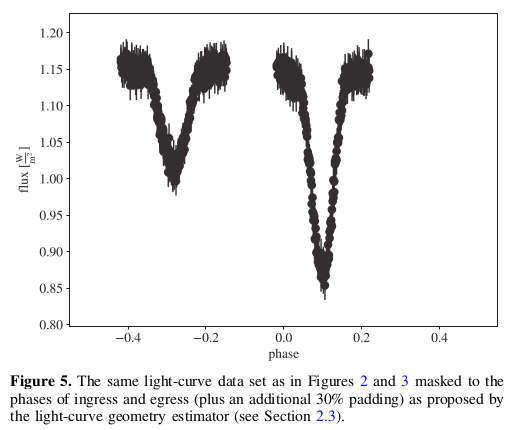 1.20
1.15
1.10
1.05
1.00
0.95
0.90
0.85
0.80
flux [W/m²]
−0.4 −0.2 0.0 0.2 0.4
phase
Figure 5. The same light-curve data set as in Figures 2 and 3 masked to the
phases of ingress and egress (plus an additional 30% padding) as proposed by
the light-curve geometry estimator (see Section 2.3).